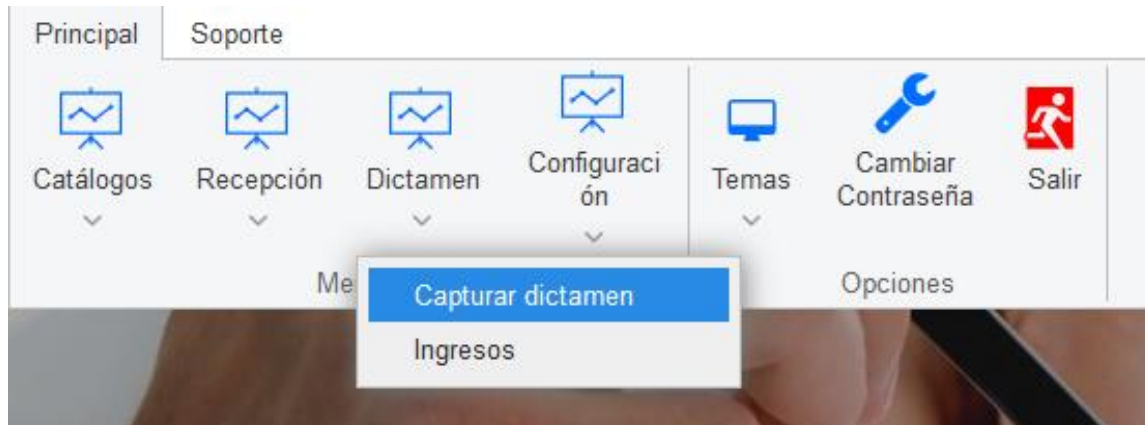 Principal Soporte
Catálogos Recepción Dictamen Configuraci
ón Temas Cambiar
Contraseña Salir
Me Opciones
Capturar dictamen
Ingresos